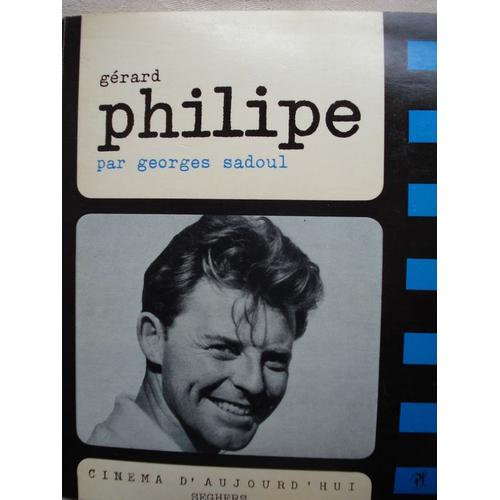 gérard
philipe
par georges sadoul
CINEMA D'AUJOURD'HUI
SEGHERS